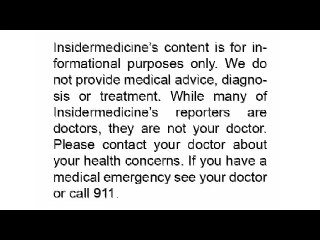 Insidermedicine's content is for in-
formational purposes only. We do
not provide medical advice, diagno-
sis or treatment. While many of
Insidermedicine's reporters are
doctors, they are not your doctor.
Please contact your doctor about
your health concerns. If you have a
medical emergency see your doctor
or call 911.